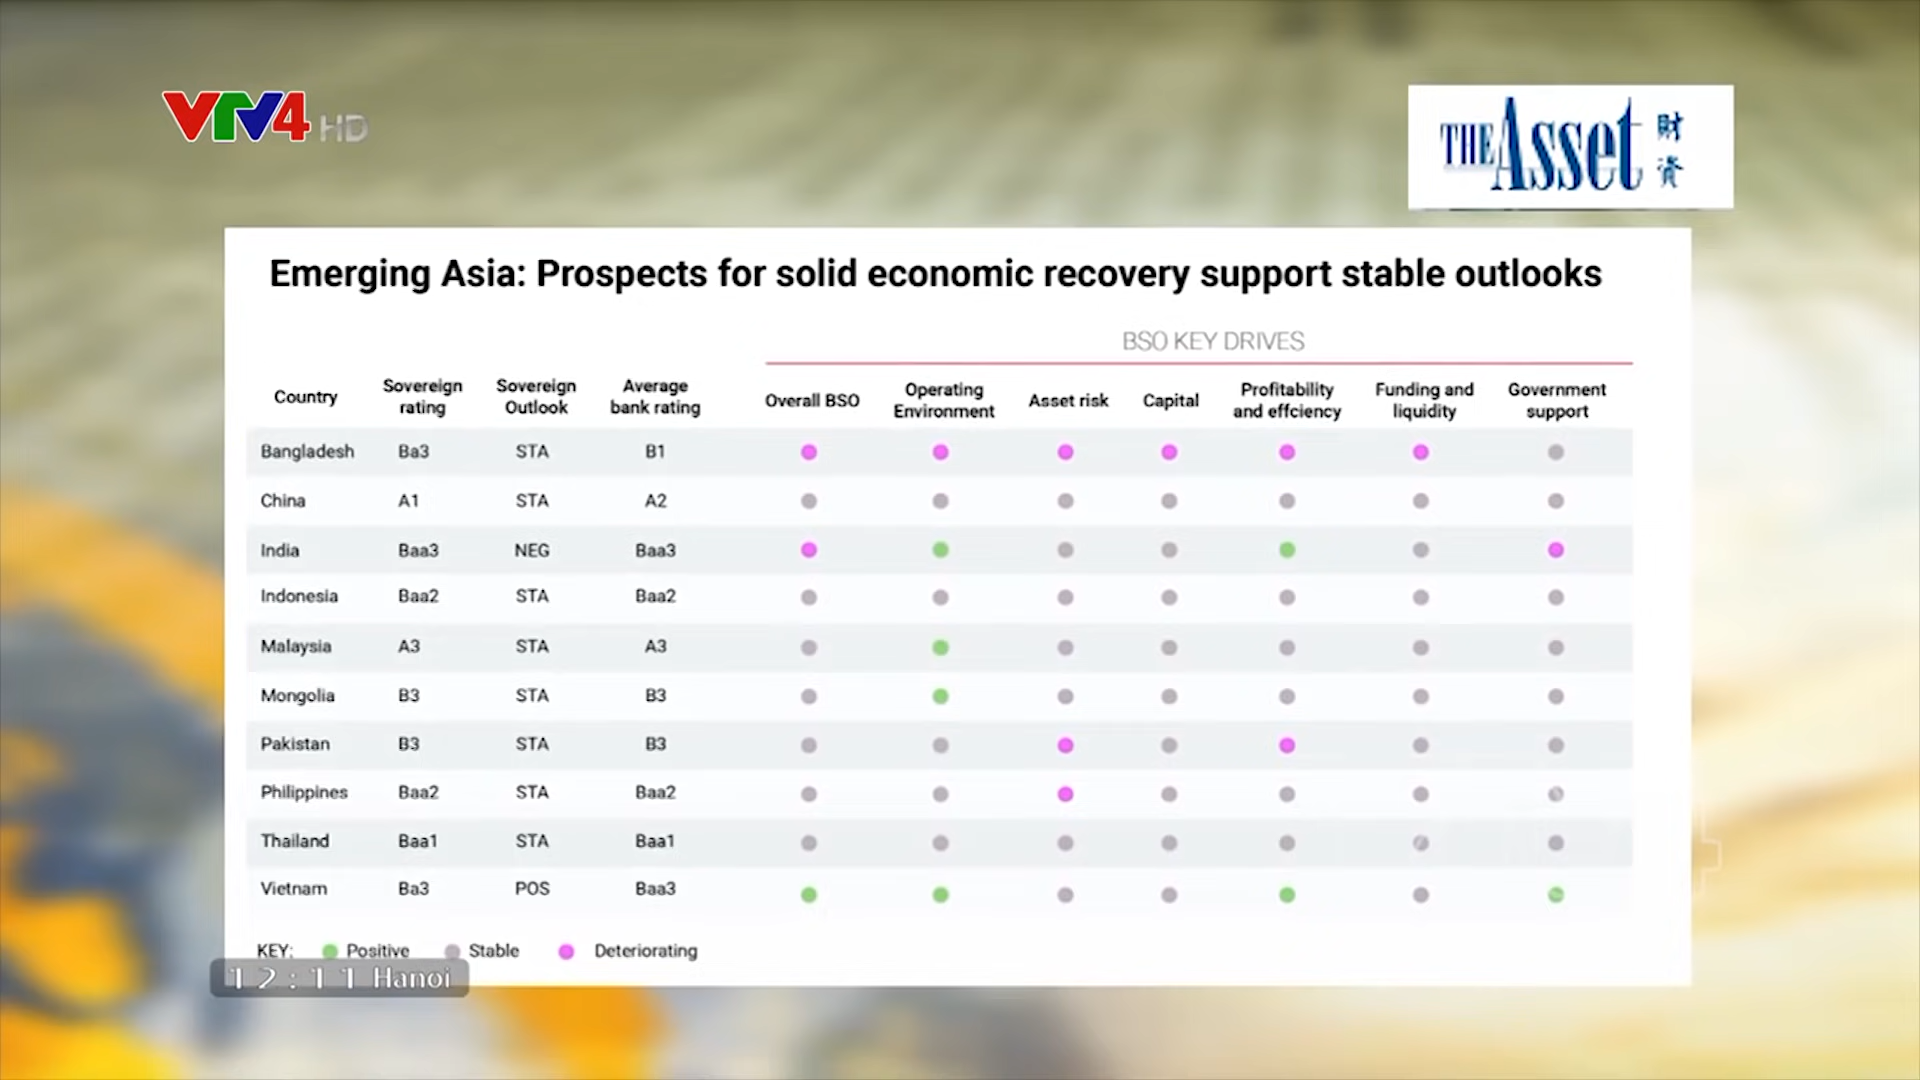 VTV4 HD
THE Asset 財資
Emerging Asia: Prospects for solid economic recovery support stable outlooks
BSO KEY DRIVES
Country Sovereign rating Sovereign Outlook Average bank rating Overall BSO Operating Environment Asset risk Capital Profitability and effciency Funding and liquidity Government support
Bangladesh Ba3 STA B1
China A1 STA A2
India Baa3 NEG Baa3
Indonesia Baa2 STA Baa2
Malaysia A3 STA A3
Mongolia B3 STA B3
Pakistan B3 STA B3
Philippines Baa2 STA Baa2
Thailand Baa1 STA Baa1
Vietnam Ba3 POS Baa3
KEY: Positive Stable Deteriorating
12:11 Hanoi